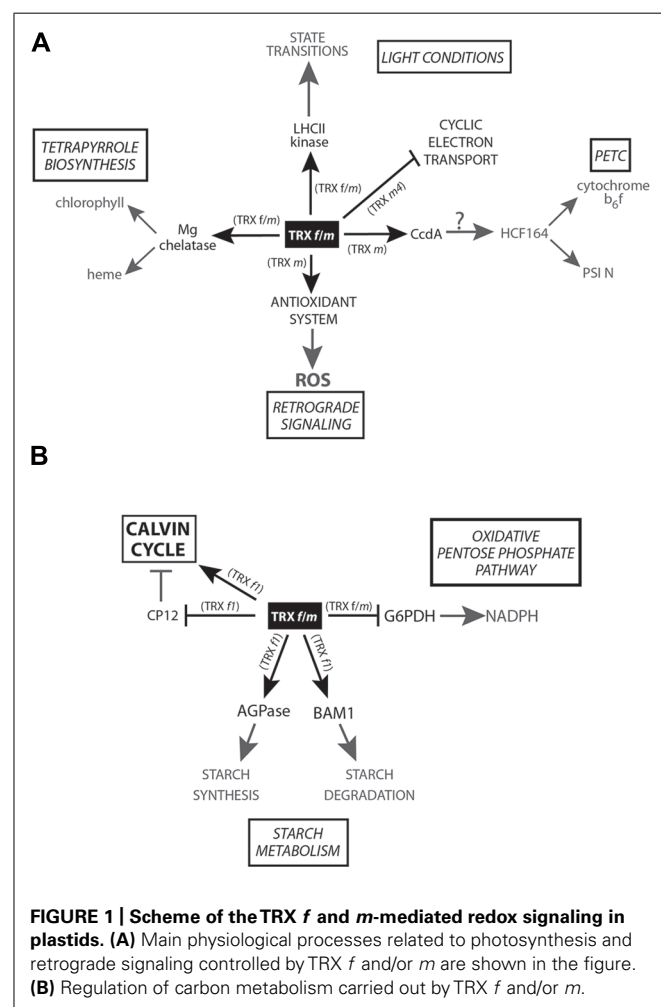 A
STATE
TRANSITIONS
LIGHT CONDITIONS
LHCII
kinase
CYCLIC
ELECTRON
TRANSPORT
TETRAPYRROLE
BIOSYNTHESIS
PETC
chlorophyll
cytochrome
b6f
(TRX f/m)
(TRX m4)
(TRX f/m)
Mg
chelatase
TRX f/m
(TRX m)
CcdA
?
HCF164
(TRX m)
heme
PSI N
ANTIOXIDANT
SYSTEM
ROS
RETROGRADE
SIGNALING
B
CALVIN
CYCLE
OXIDATIVE
PENTOSE PHOSPHATE
PATHWAY
(TRX f1)
CP12
(TRX f1)
TRX f/m
(TRX f/m)
G6PDH
NADPH
(TRX f1)
(TRX f1)
AGPase
BAM1
STARCH
SYNTHESIS
STARCH
DEGRADATION
STARCH
METABOLISM
FIGURE 1 | Scheme of the TRX f and m-mediated redox signaling in
plastids. (A) Main physiological processes related to photosynthesis and
retrograde signaling controlled by TRX f and/or m are shown in the figure.
(B) Regulation of carbon metabolism carried out by TRX f and/or m.